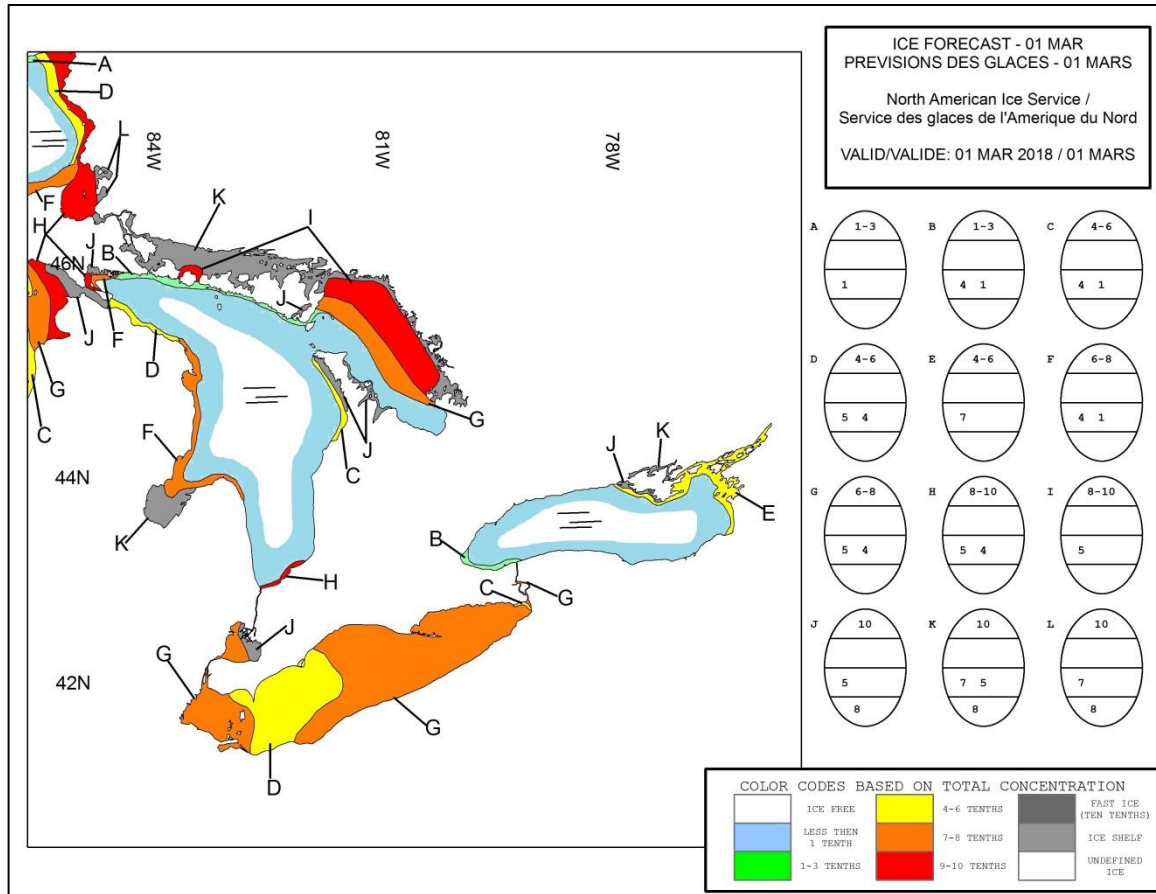 ICE FORECAST - 01 MAR
PREVISIONS DES GLACES - 01 MARS
North American Ice Service /
Service des glaces de l'Amerique du Nord
VALID/VALIDE: 01 MAR 2018 / 01 MARS
A
D
L
84W
81W
78W
F
K
I
H
J
B
46N
J
J
F
D
G
G
C
F
C
J
44N
J
K
E
K
B
H
C
G
J
G
42N
G
D
A 1-3
1
B 1-3
4 1
C 4-6
4 1
D 4-6
5 4
E 4-6
7
F 6-8
4 1
G 6-8
5 4
H 8-10
5 4
I 8-10
5
J 10
5
8
K 10
7 5
8
L 10
7
8
COLOR CODES BASED ON TOTAL CONCENTRATION
ICE FREE
4-6 TENTHS
FAST ICE
(TEN TENTHS)
LESS THEN
1 TENTH
7-8 TENTHS
ICE SHELF
1-3 TENTHS
9-10 TENTHS
UNDEFINED
ICE